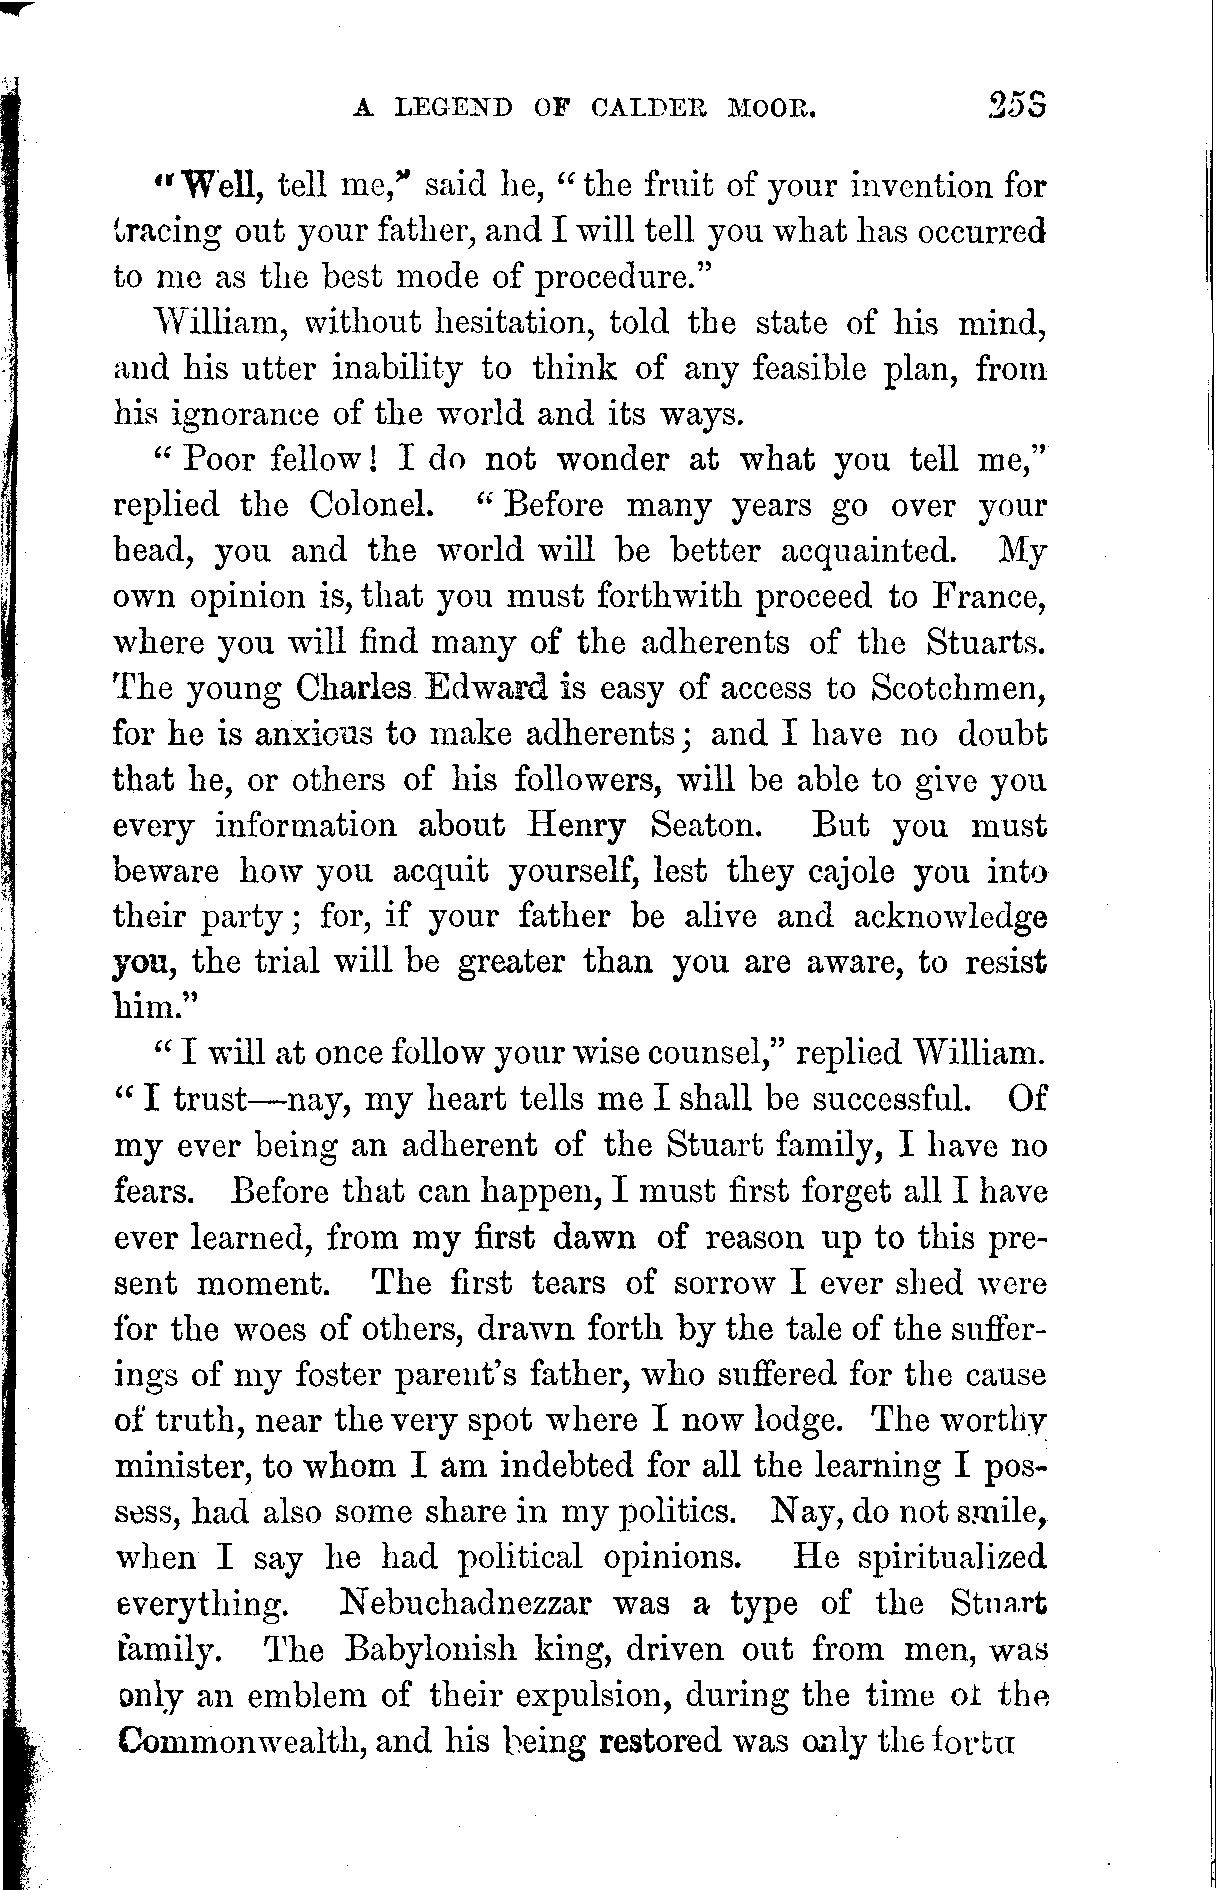 A LEGEND OF CALDER MOOR. 253
"Well, tell me," said he, "the fruit of your invention for
tracing out your father, and I will tell you what has occurred
to me as the best mode of procedure."
William, without hesitation, told the state of his mind,
and his utter inability to think of any feasible plan, from
his ignorance of the world and its ways.
"Poor fellow! I do not wonder at what you tell me,"
replied the Colonel. "Before many years go over your
head, you and the world will be better acquainted. My
own opinion is, that you must forthwith proceed to France,
where you will find many of the adherents of the Stuarts.
The young Charles Edward is easy of access to Scotchmen,
for he is anxious to make adherents; and I have no doubt
that he, or others of his followers, will be able to give you
every information about Henry Seaton. But you must
beware how you acquit yourself, lest they cajole you into
their party; for, if your father be alive and acknowledge
you, the trial will be greater than you are aware, to resist
him."
"I will at once follow your wise counsel," replied William.
"I trust—nay, my heart tells me I shall be successful. Of
my ever being an adherent of the Stuart family, I have no
fears. Before that can happen, I must first forget all I have
ever learned, from my first dawn of reason up to this pre-
sent moment. The first tears of sorrow I ever shed were
for the woes of others, drawn forth by the tale of the suffer-
ings of my foster parent's father, who suffered for the cause
of truth, near the very spot where I now lodge. The worthy
minister, to whom I am indebted for all the learning I pos-
sess, had also some share in my politics. Nay, do not smile,
when I say he had political opinions. He spiritualized
everything. Nebuchadnezzar was a type of the Stuart
family. The Babylonish king, driven out from men, was
only an emblem of their expulsion, during the time of the
Commonwealth, and his being restored was only the